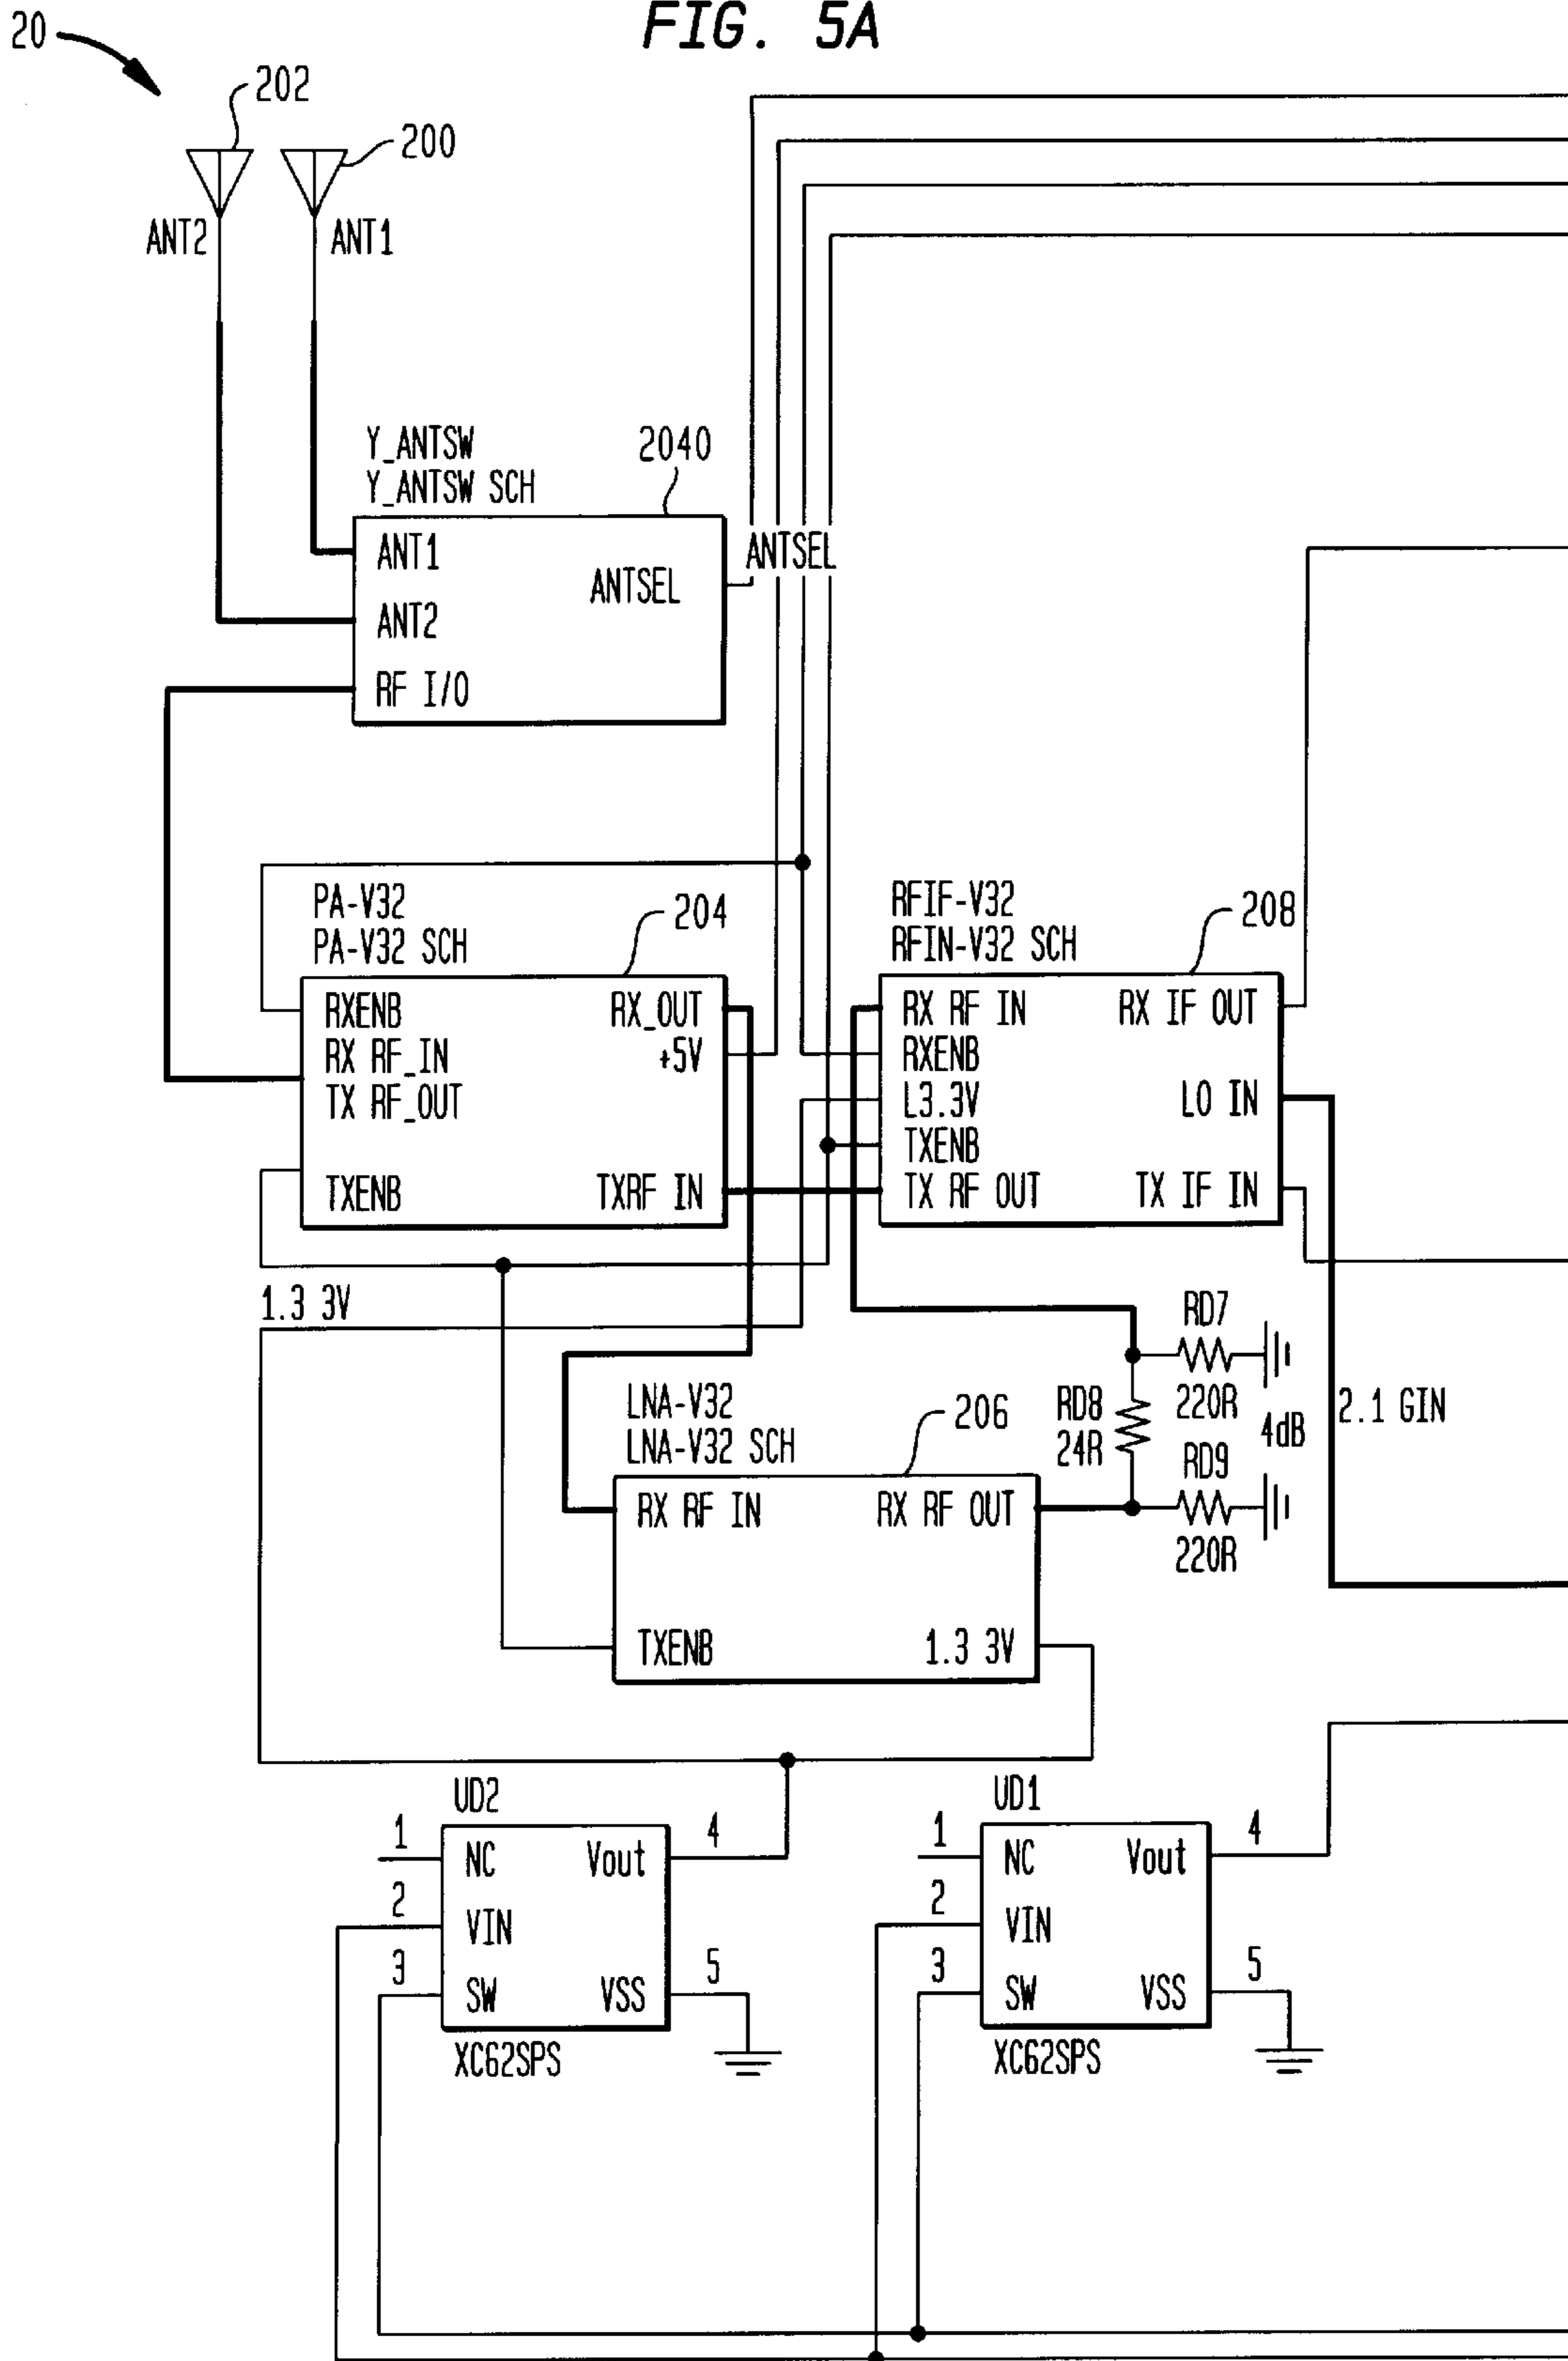 FIG. 5A
20
202
200
ANT2
ANT1
Y_ANTSW
Y_ANTSW SCH
2040
ANT1
ANTSEL
ANT2
RF I/O
ANTSEL
PA-V32
PA-V32 SCH
204
RXENB
RX_OUT
RX RF_IN
+5V
TX RF_OUT
TXENB
TXRF IN
RFIF-V32
RFIN-V32 SCH
208
RX RF IN
RX IF OUT
RXENB
L3.3V
LO IN
TXENB
TX RF OUT
TX IF IN
1.3 3V
RD7
220R
RD8
24R
4dB
RD9
220R
2.1 GIN
LNA-V32
LNA-V32 SCH
206
RX RF IN
RX RF OUT
TXENB
1.3 3V
UD2
1
NC
Vout
4
2
VIN
3
SW
VSS
5
XC62SPS
UD1
1
NC
Vout
4
2
VIN
3
SW
VSS
5
XC62SPS